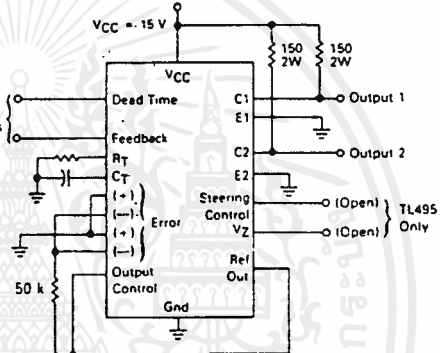 VCC = 15 V
150
2W
150
2W
VCC
Dead Time
Feedback
RT
CT
(+)
(−)
(+)
(−)
Error
Output
Control
50 k
C1
E1
C2
E2
Steering
Control
VZ
Ref
Out
Gnd
Output 1
Output 2
(Open)
(Open)
TL495
Only